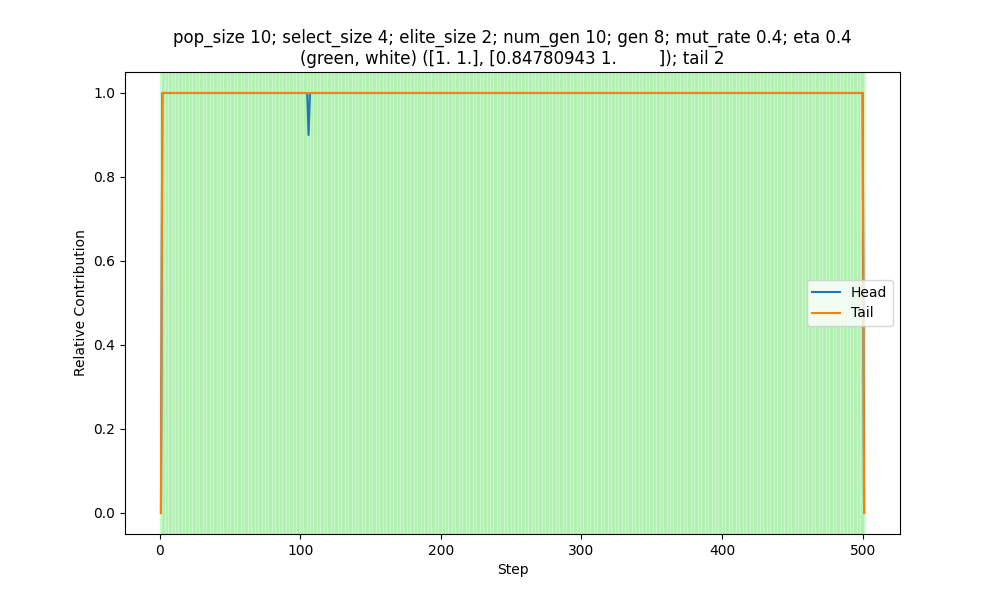 pop_size 10; select_size 4; elite_size 2; num_gen 10; gen 8; mut_rate 0.4; eta 0.4
(green, white) ([1. 1.], [0.84780943 1.        ]); tail 2
1.0
0.8
0.6
0.4
0.2
0.0
Relative Contribution
Head
Tail
0
100
200
300
400
500
Step